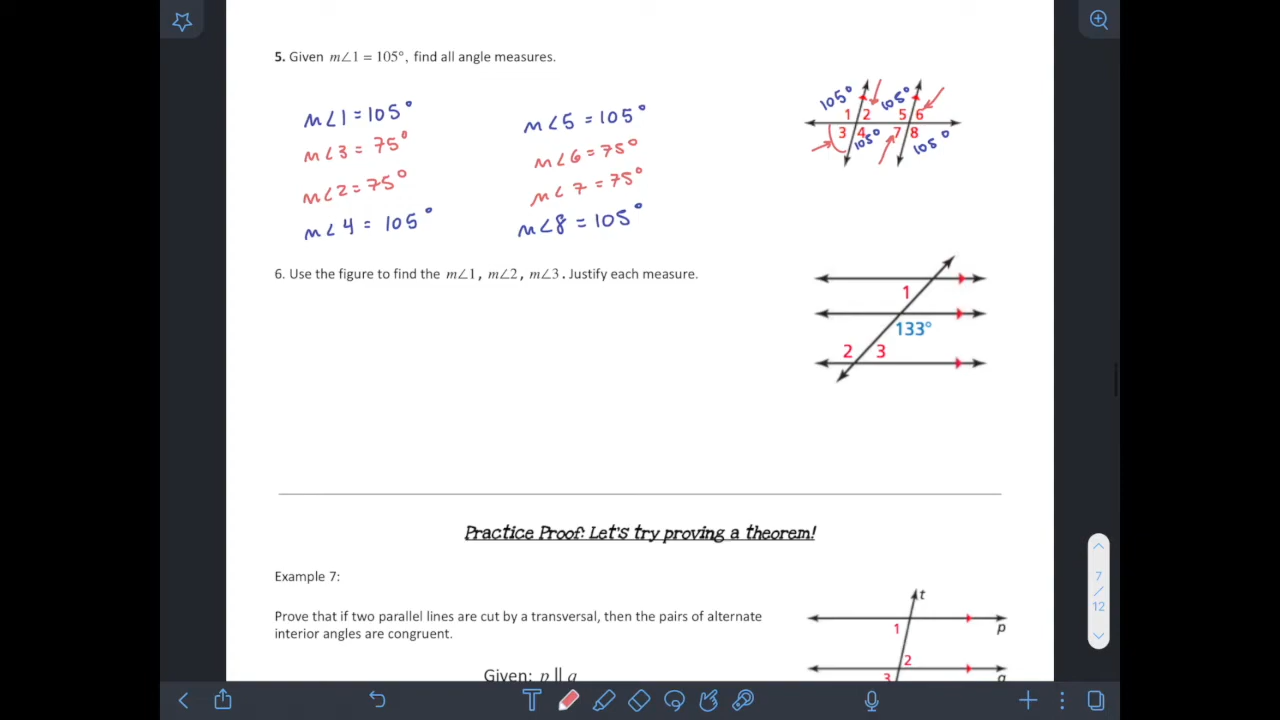 5. Given m∠1 = 105°, find all angle measures.
m∠1 = 105°
m∠3 = 75°
m∠2 = 75°
m∠4 = 105°
m∠5 = 105°
m∠6 = 75°
m∠7 = 75°
m∠8 = 105°
105° 105°
1 2 5 6
3 4 7 8
105° 105°
6. Use the figure to find the m∠1, m∠2, m∠3. Justify each measure.
1
133°
2 3
Practice Proof: Let's try proving a theorem!
Example 7:
Prove that if two parallel lines are cut by a transversal, then the pairs of alternate
interior angles are congruent.
Given: p ∥ q
t
1
p
2
3
q
7
/
12
T